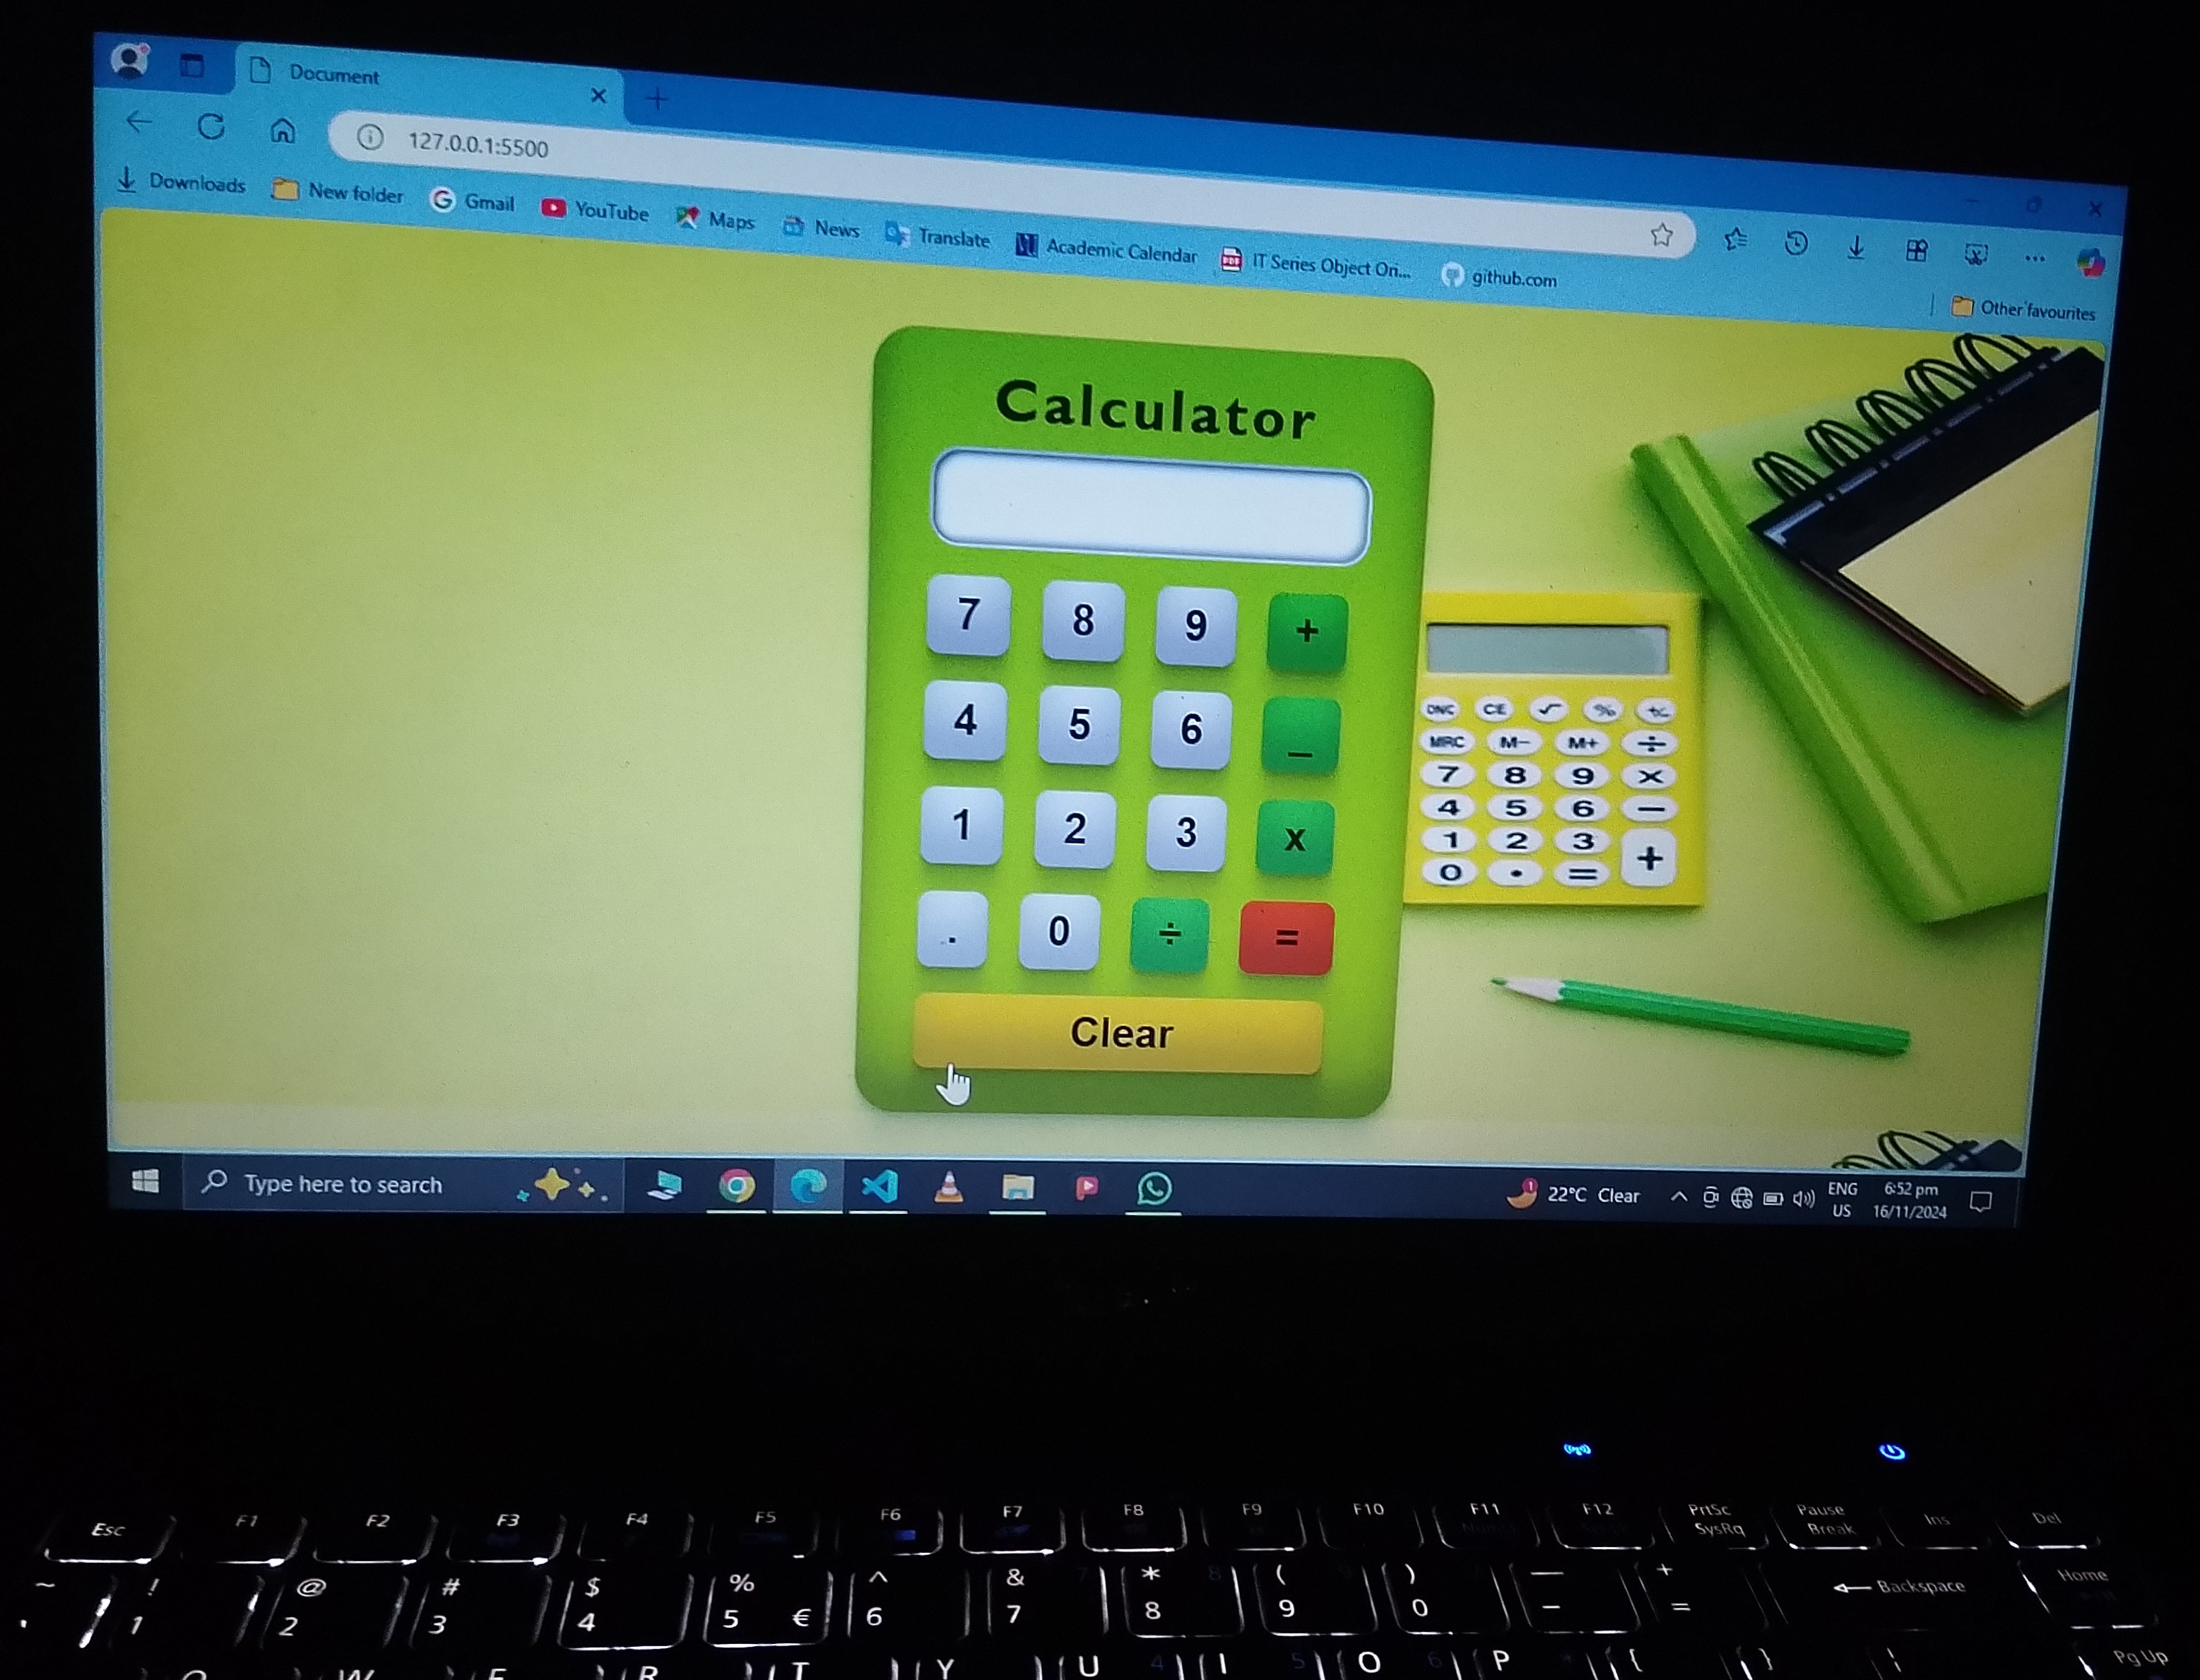 Document
127.0.0.1:5500
Downloads New folder Gmail YouTube Maps News Translate Academic Calendar IT Series Object Ori... github.com
Other favourites
Calculator
7 8 9 +
4 5 6 _
1 2 3 x
. 0 ÷ =
Clear
CE √ % 
MRC M- M+ ÷
7 8 9 x
4 5 6 -
1 2 3 +
0 . =
Type here to search
1
22°C Clear
ENG
US
6:52 pm
16/11/2024
Esc F1 F2 F3 F4 F5 F6 F7 F8 F9 F10 F11 F12 PrtSc SysRq Pause Break Ins Del
~ ! @ # $ % ^ & * ( ) — + Backspace Home
1 2 3 4 5 € 6 7 8 9 0 - =
W E R T Y U I O P { } PgUp